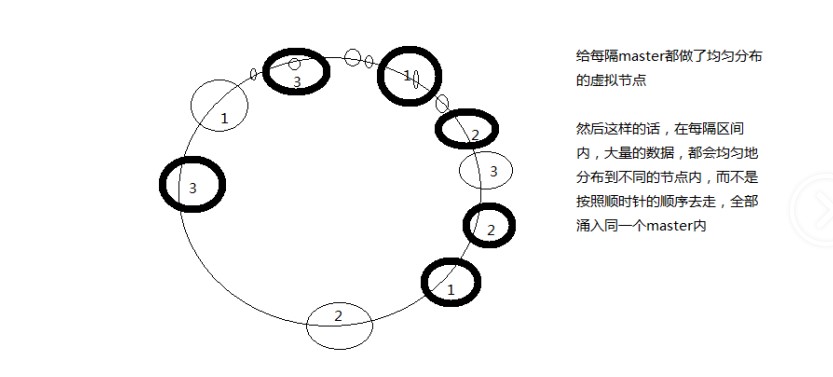 给每隔master都做了均匀分布
的虚拟节点
然后这样的话，在每隔区间
内，大量的数据，都会均匀地
分布到不同的节点内，而不是
按照顺时针的顺序去走，全部
涌入同一个master内
3
1
1
2
3
3
2
1
2